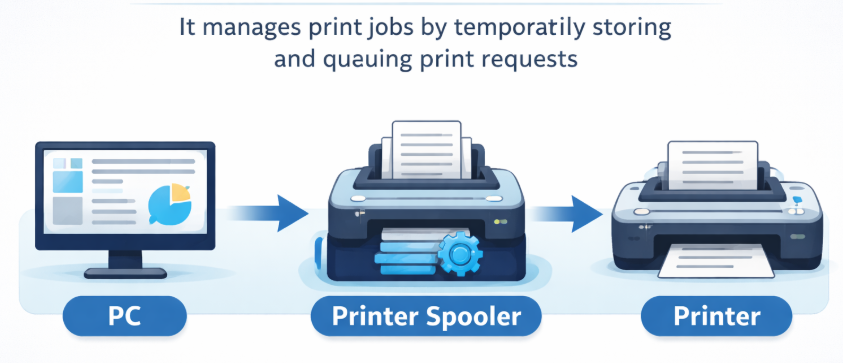 It manages print jobs by temporatily storing
and queuing print requests
PC
Printer Spooler
Printer